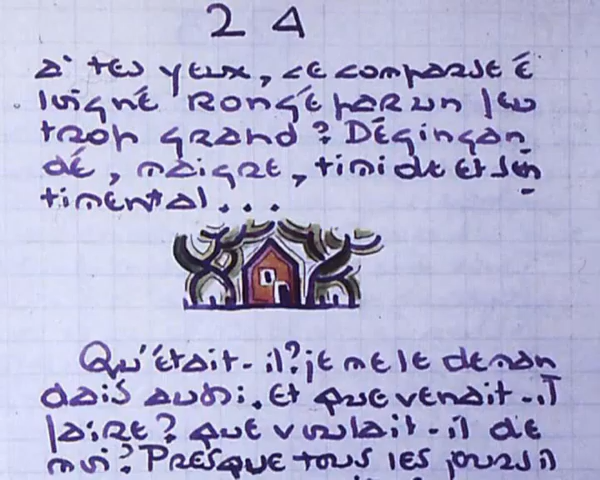 24
à tes yeux, ce comparse é
loigné rongé par un feu
trop grand? Dégingan
dé, maigre, timide et sen
timental...
Qu'était-il? je me le deman
dais aussi. Et que venait-il
faire? que voulait-il de
moi? Presque tous les jours il